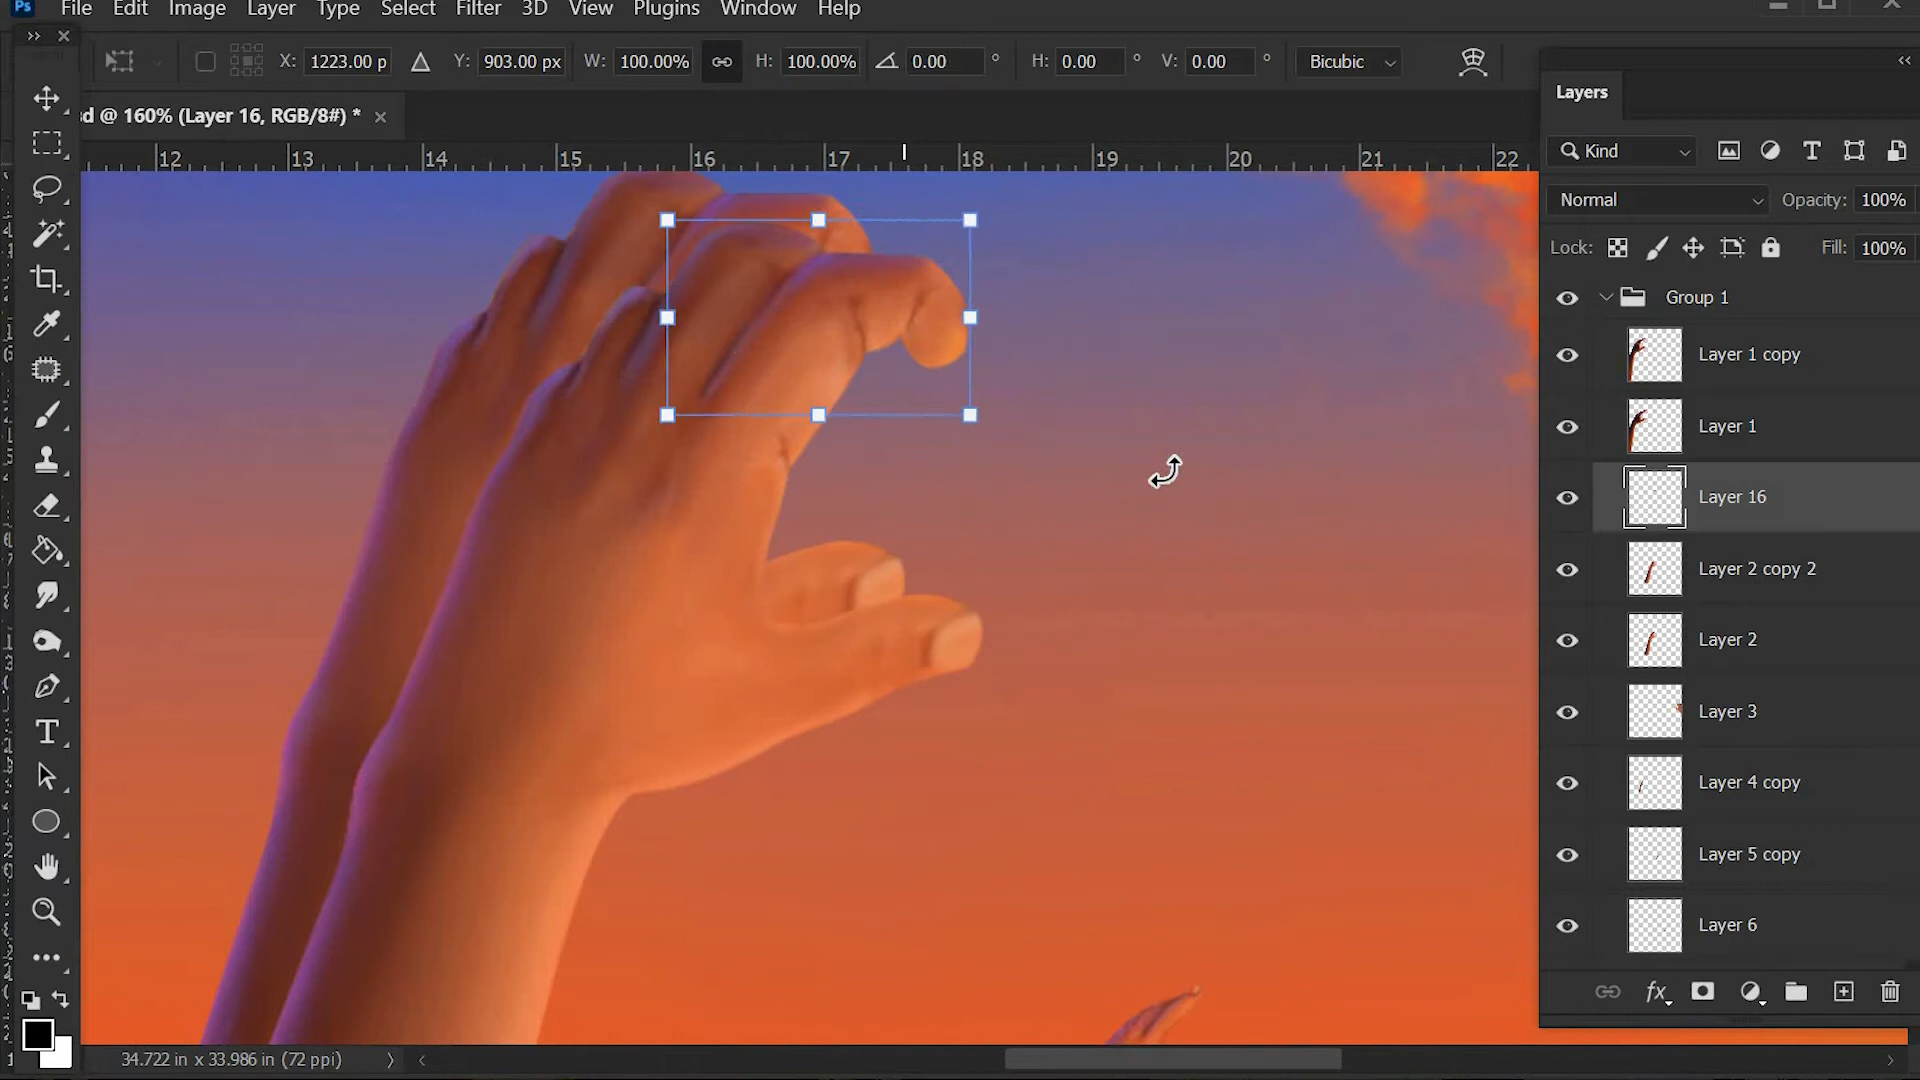 Ps File Edit Image Layer Type Select Filter 3D View Plugins Window Help
X: 1223.00 p Y: 903.00 px W: 100.00% H: 100.00% 0.00 ° H: 0.00 ° V: 0.00 ° Bicubic
d @ 160% (Layer 16, RGB/8#) *
12 13 14 15 16 17 18 19 20 21 22
Layers
Kind
Normal Opacity: 100%
Lock: Fill: 100%
Group 1
Layer 1 copy
Layer 1
Layer 16
Layer 2 copy 2
Layer 2
Layer 3
Layer 4 copy
Layer 5 copy
Layer 6
fx
34.722 in x 33.986 in (72 ppi)